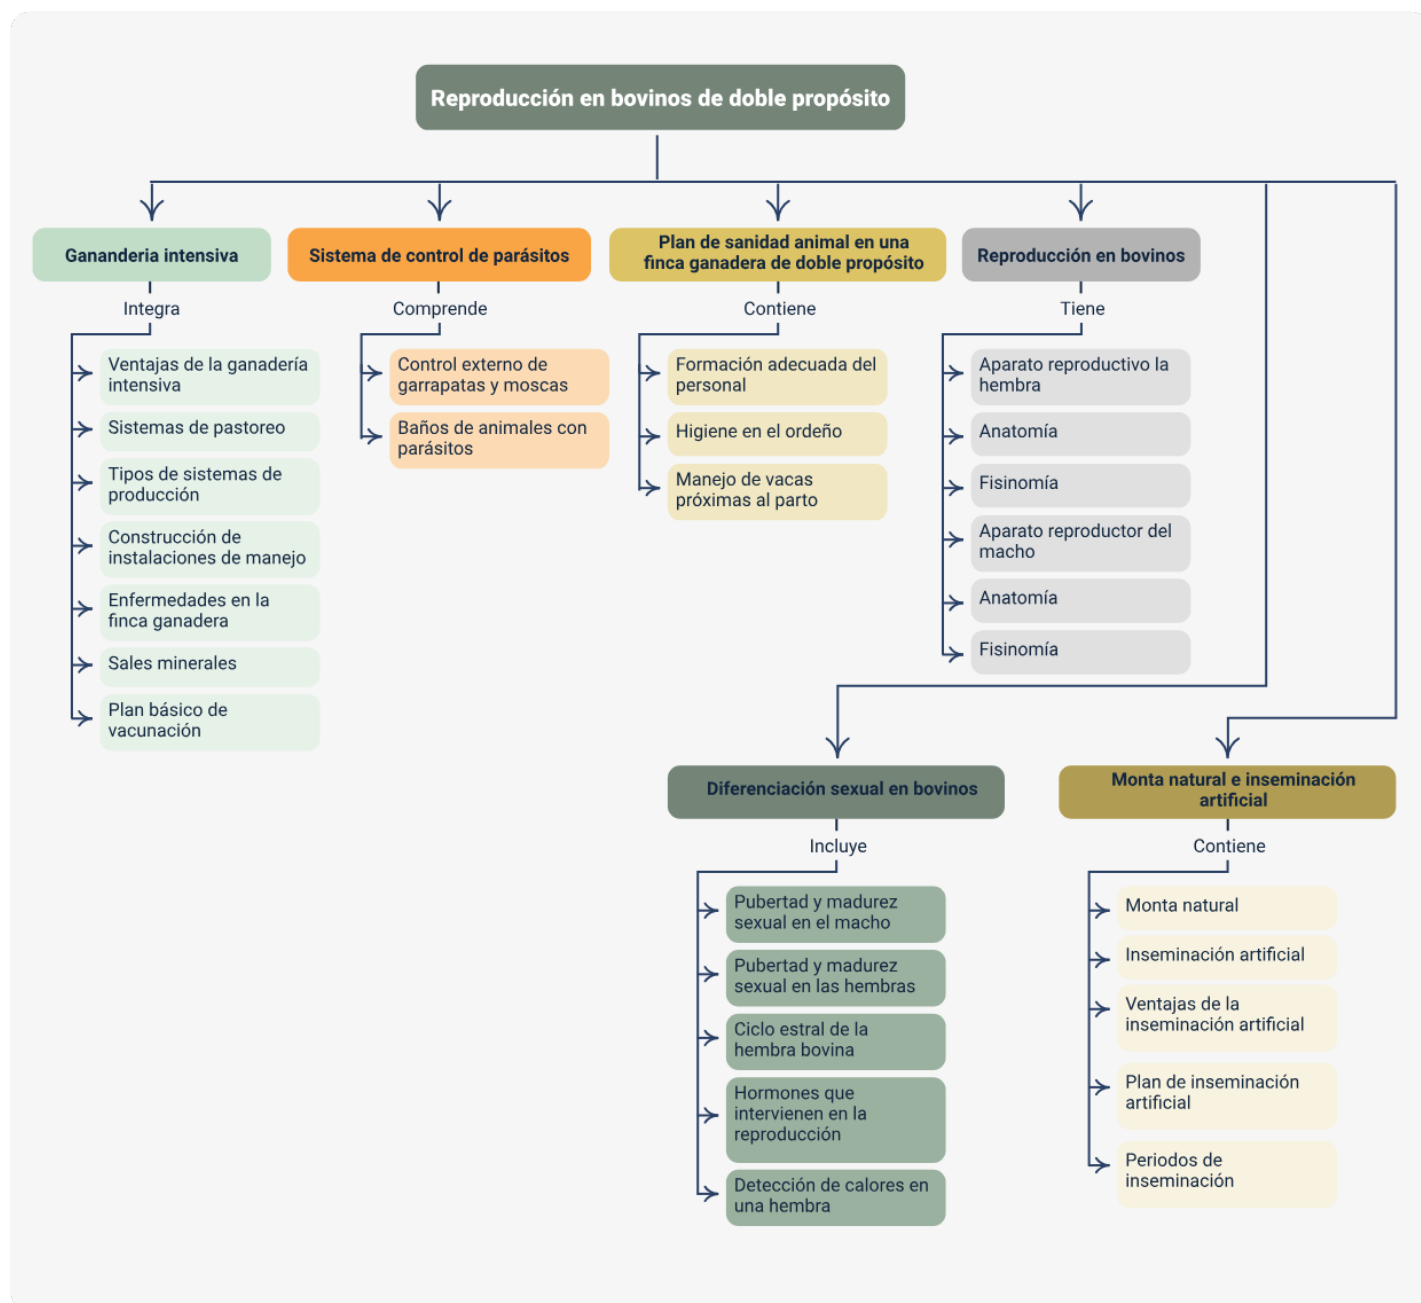 Reproducción en bovinos de doble propósito
Gananderia intensiva
Integra
Ventajas de la ganadería
intensiva
Sistemas de pastoreo
Tipos de sistemas de
producción
Construcción de
instalaciones de manejo
Enfermedades en la
finca ganadera
Sales minerales
Plan básico de
vacunación
Sistema de control de parásitos
Comprende
Control externo de
garrapatas y moscas
Baños de animales con
parásitos
Plan de sanidad animal en una
finca ganadera de doble propósito
Contiene
Formación adecuada del
personal
Higiene en el ordeño
Manejo de vacas
próximas al parto
Reproducción en bovinos
Tiene
Aparato reproductivo la
hembra
Anatomía
Fisinomía
Aparato reproductor del
macho
Anatomía
Fisinomía
Diferenciación sexual en bovinos
Incluye
Pubertad y madurez
sexual en el macho
Pubertad y madurez
sexual en las hembras
Ciclo estral de la
hembra bovina
Hormones que
intervienen en la
reproducción
Detección de calores en
una hembra
Monta natural e inseminación
artificial
Contiene
Monta natural
Inseminación artificial
Ventajas de la
inseminación artificial
Plan de inseminación
artificial
Periodos de
inseminación